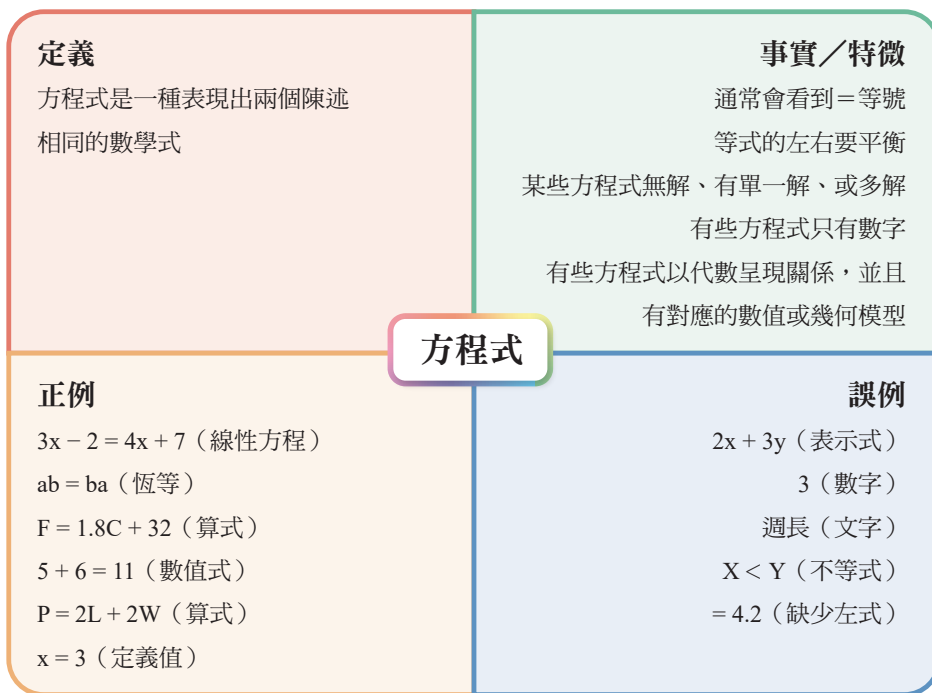 定義
方程式是一種表現出兩個陳述
相同的數學式
事實／特徵
通常會看到＝等號
等式的左右要平衡
某些方程式無解、有單一解、或多解
有些方程式只有數字
有些方程式以代數呈現關係，並且
有對應的數值或幾何模型
方程式
正例
3x − 2 = 4x + 7（線性方程）
ab = ba（恆等）
F = 1.8C + 32（算式）
5 + 6 = 11（數值式）
P = 2L + 2W（算式）
x = 3（定義值）
誤例
2x + 3y（表示式）
3（數字）
週長（文字）
X < Y（不等式）
= 4.2（缺少左式）